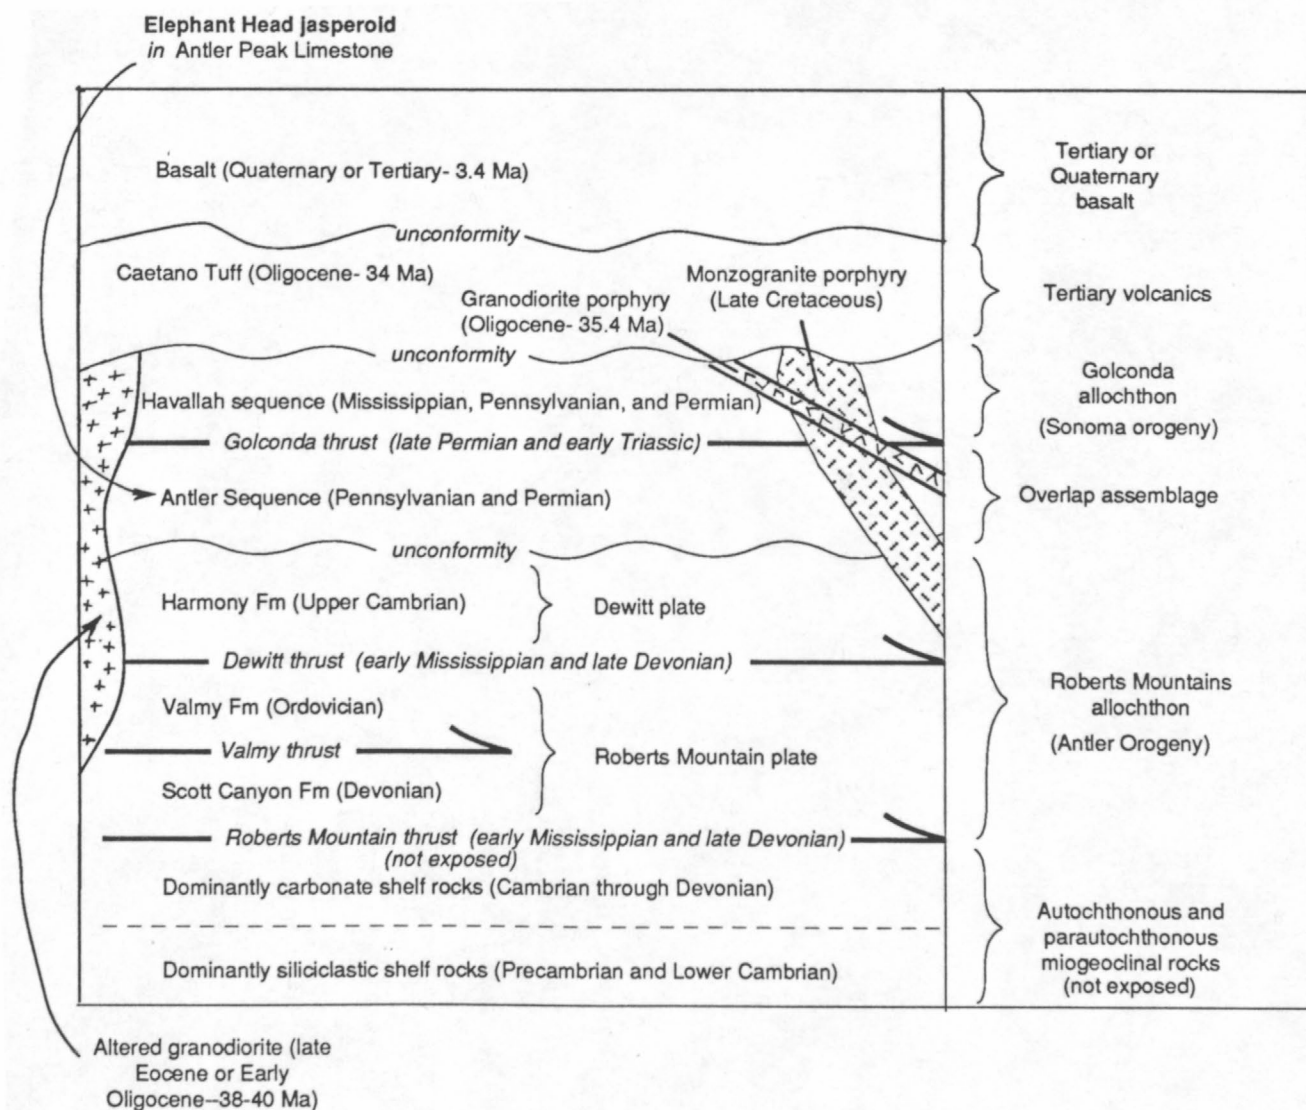 Elephant Head jasperoid
in Antler Peak Limestone
Basalt (Quaternary or Tertiary- 3.4 Ma)
Tertiary or
Quaternary
basalt
unconformity
Caetano Tuff (Oligocene- 34 Ma)
Monzogranite porphyry
(Late Cretaceous)
Granodiorite porphyry
(Oligocene- 35.4 Ma)
Tertiary volcanics
unconformity
Golconda
allochthon
(Sonoma orogeny)
Havallah sequence (Mississippian, Pennsylvanian, and Permian)
Golconda thrust (late Permian and early Triassic)
Antler Sequence (Pennsylvanian and Permian)
Overlap assemblage
unconformity
Harmony Fm (Upper Cambrian)
Dewitt plate
Dewitt thrust (early Mississippian and late Devonian)
Valmy Fm (Ordovician)
Roberts Mountains
allochthon
(Antler Orogeny)
Valmy thrust
Roberts Mountain plate
Scott Canyon Fm (Devonian)
Roberts Mountain thrust (early Mississippian and late Devonian)
(not exposed)
Dominantly carbonate shelf rocks (Cambrian through Devonian)
Autochthonous and
parautochthonous
miogeoclinal rocks
(not exposed)
Dominantly siliciclastic shelf rocks (Precambrian and Lower Cambrian)
Altered granodiorite (late
Eocene or Early
Oligocene--38-40 Ma)